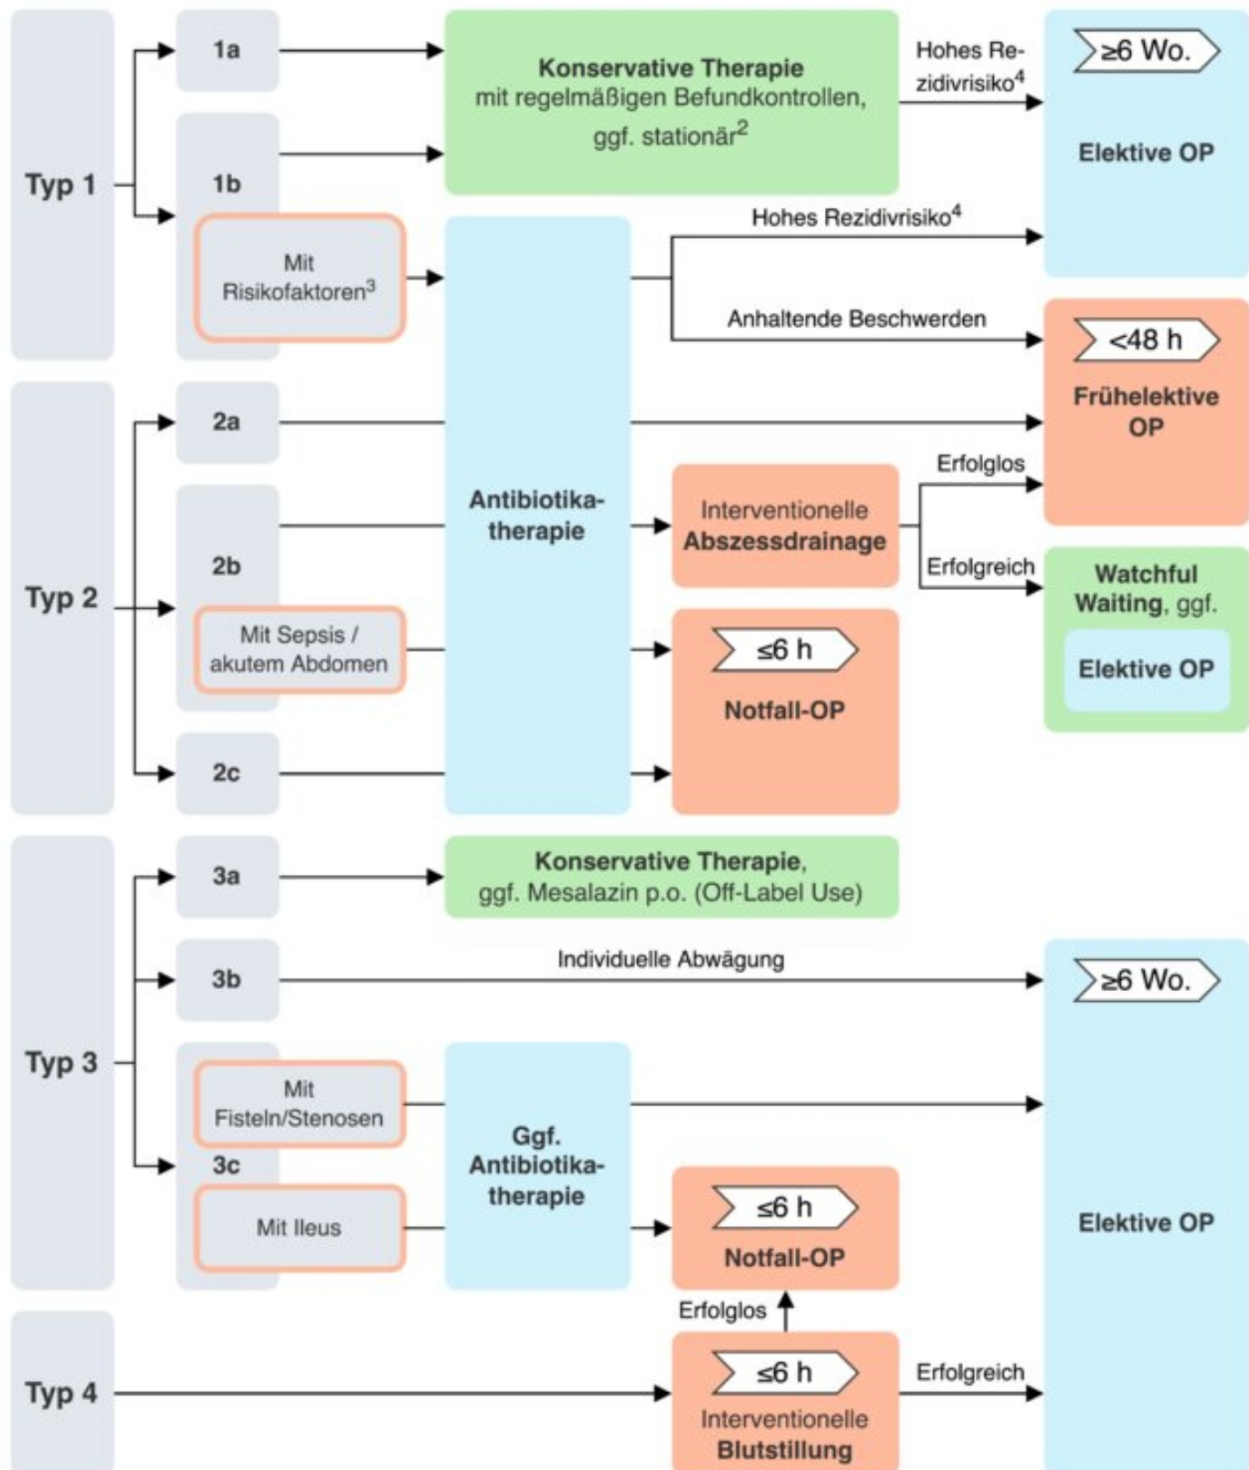 Typ 1
1a
1b
Mit
Risikofaktoren³
Konservative Therapie
mit regelmäßigen Befundkontrollen,
ggf. stationär²
Hohes Re-
zidivrisiko⁴
≥6 Wo.
Elektive OP
Hohes Rezidivrisiko⁴
Anhaltende Beschwerden
<48 h
Frühelektive
OP
Typ 2
2a
2b
Mit Sepsis /
akutem Abdomen
2c
Antibiotika-
therapie
Interventionelle
Abszessdrainage
Erfolglos
Erfolgreich
Watchful
Waiting, ggf.
Elektive OP
≤6 h
Notfall-OP
Typ 3
3a
Konservative Therapie,
ggf. Mesalazin p.o. (Off-Label Use)
3b
Individuelle Abwägung
≥6 Wo.
Elektive OP
Mit
Fisteln/Stenosen
3c
Mit Ileus
Ggf.
Antibiotika-
therapie
≤6 h
Notfall-OP
Erfolglos
Typ 4
≤6 h
Interventionelle
Blutstillung
Erfolgreich